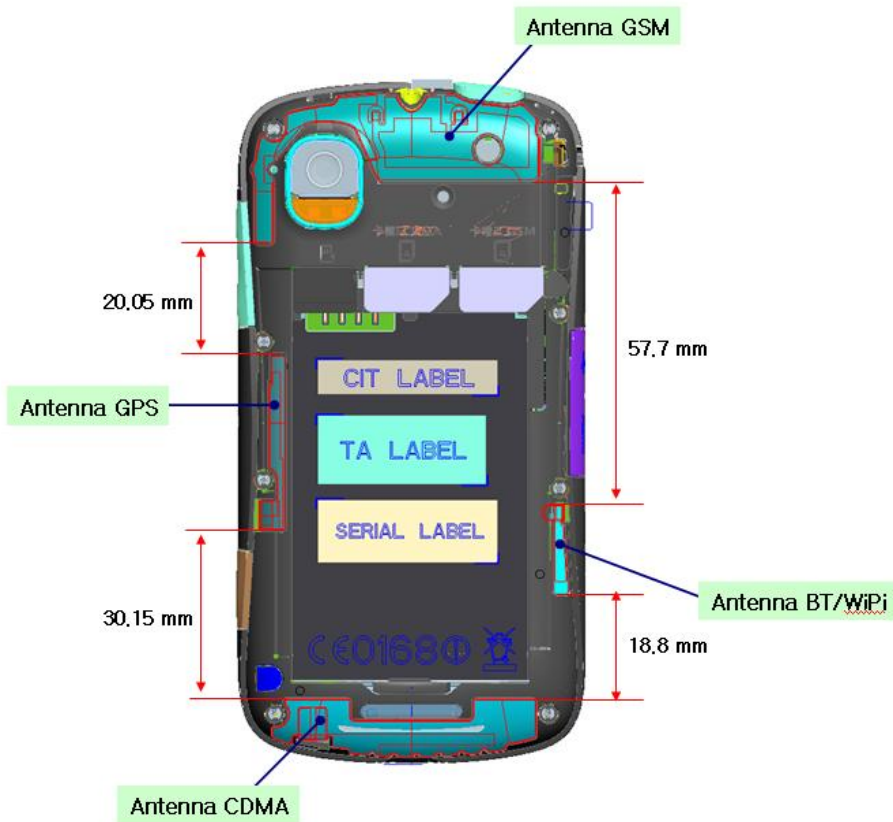 Antenna GSM
20.05 mm
57.7 mm
CIT LABEL
Antenna GPS
TA LABEL
SERIAL LABEL
Antenna BT/WiPi
30.15 mm
18.8 mm
CE0168
Antenna CDMA